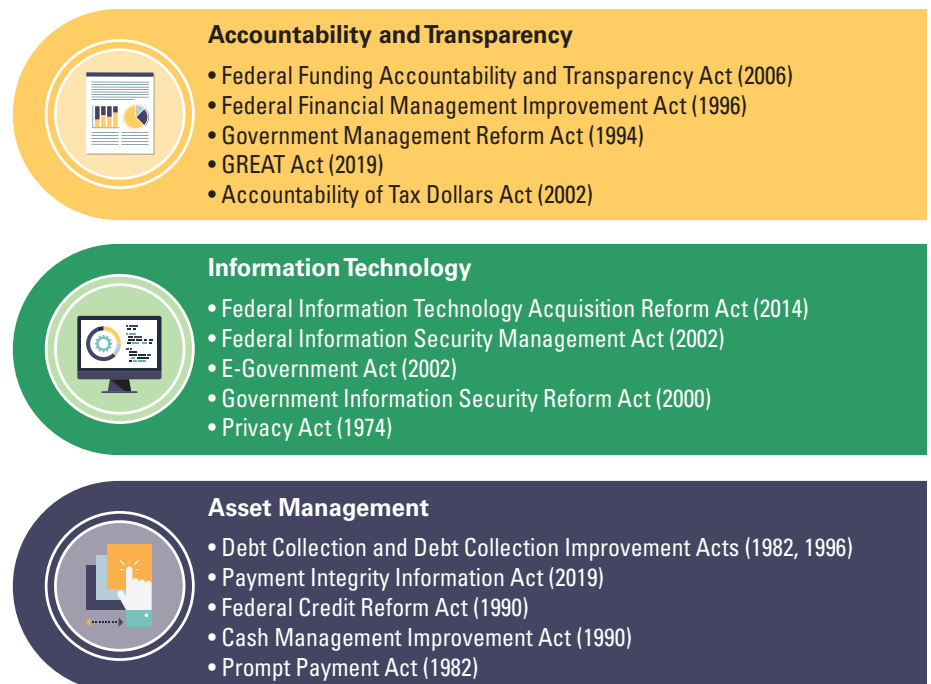 Accountability and Transparency
• Federal Funding Accountability and Transparency Act (2006)
• Federal Financial Management Improvement Act (1996)
• Government Management Reform Act (1994)
• GREAT Act (2019)
• Accountability of Tax Dollars Act (2002)
Information Technology
• Federal Information Technology Acquisition Reform Act (2014)
• Federal Information Security Management Act (2002)
• E-Government Act (2002)
• Government Information Security Reform Act (2000)
• Privacy Act (1974)
Asset Management
• Debt Collection and Debt Collection Improvement Acts (1982, 1996)
• Payment Integrity Information Act (2019)
• Federal Credit Reform Act (1990)
• Cash Management Improvement Act (1990)
• Prompt Payment Act (1982)